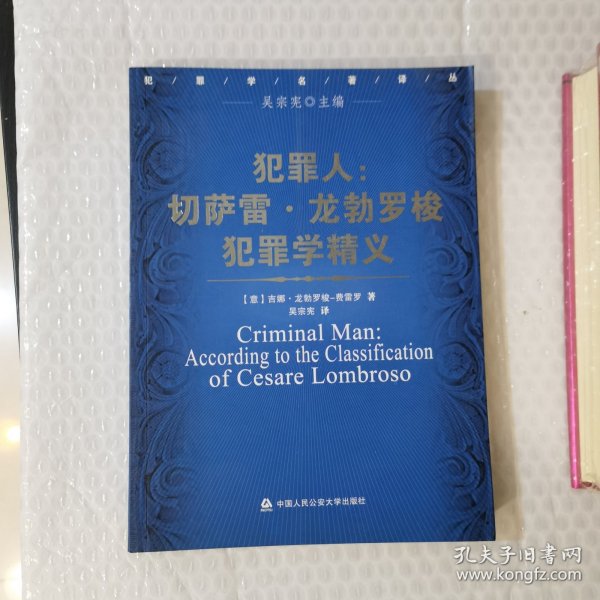 犯/罪/学/名/著/译/丛
吴宗宪◎主编
犯罪人：
切萨雷·龙勃罗梭
犯罪学精义
【意】吉娜·龙勃罗梭-费雷罗 著
吴宗宪 译
Criminal Man:
According to the Classification
of Cesare Lombroso
中国人民公安大学出版社
孔夫子旧书网
www.kongfz.com